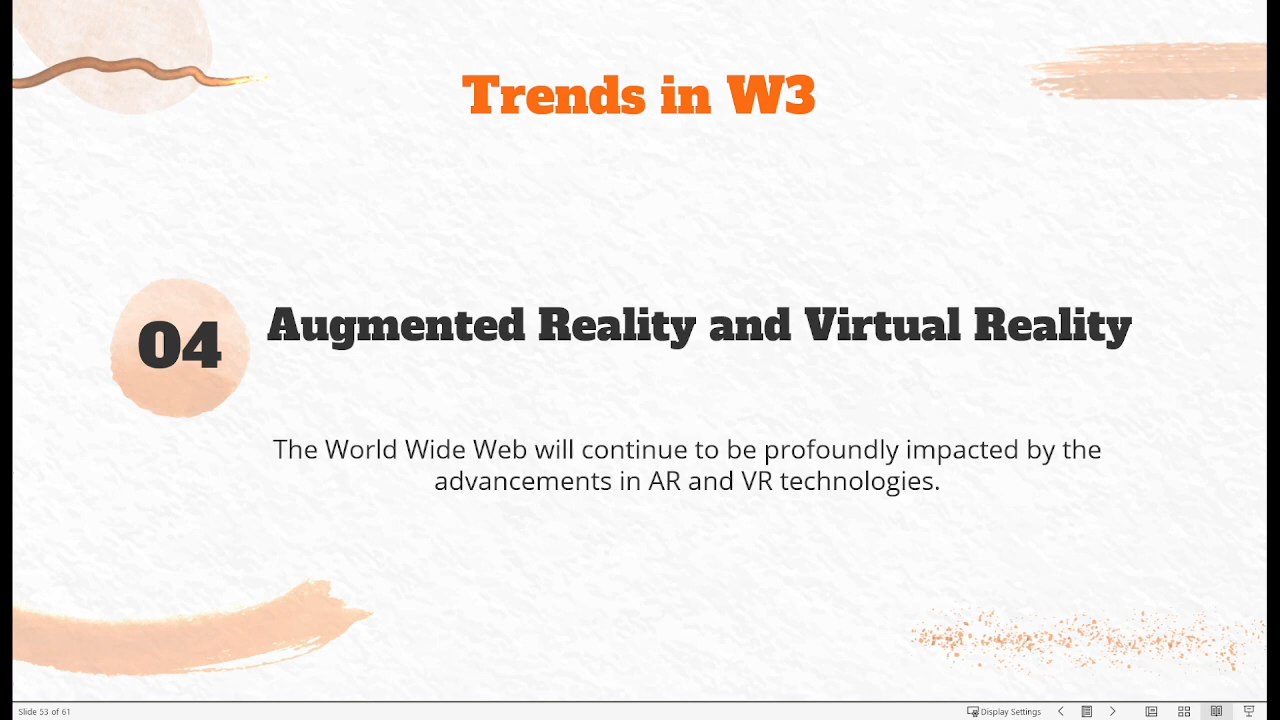 Trends in W3
04
Augmented Reality and Virtual Reality
The World Wide Web will continue to be profoundly impacted by the
advancements in AR and VR technologies.
Slide 53 of 61
Display Settings